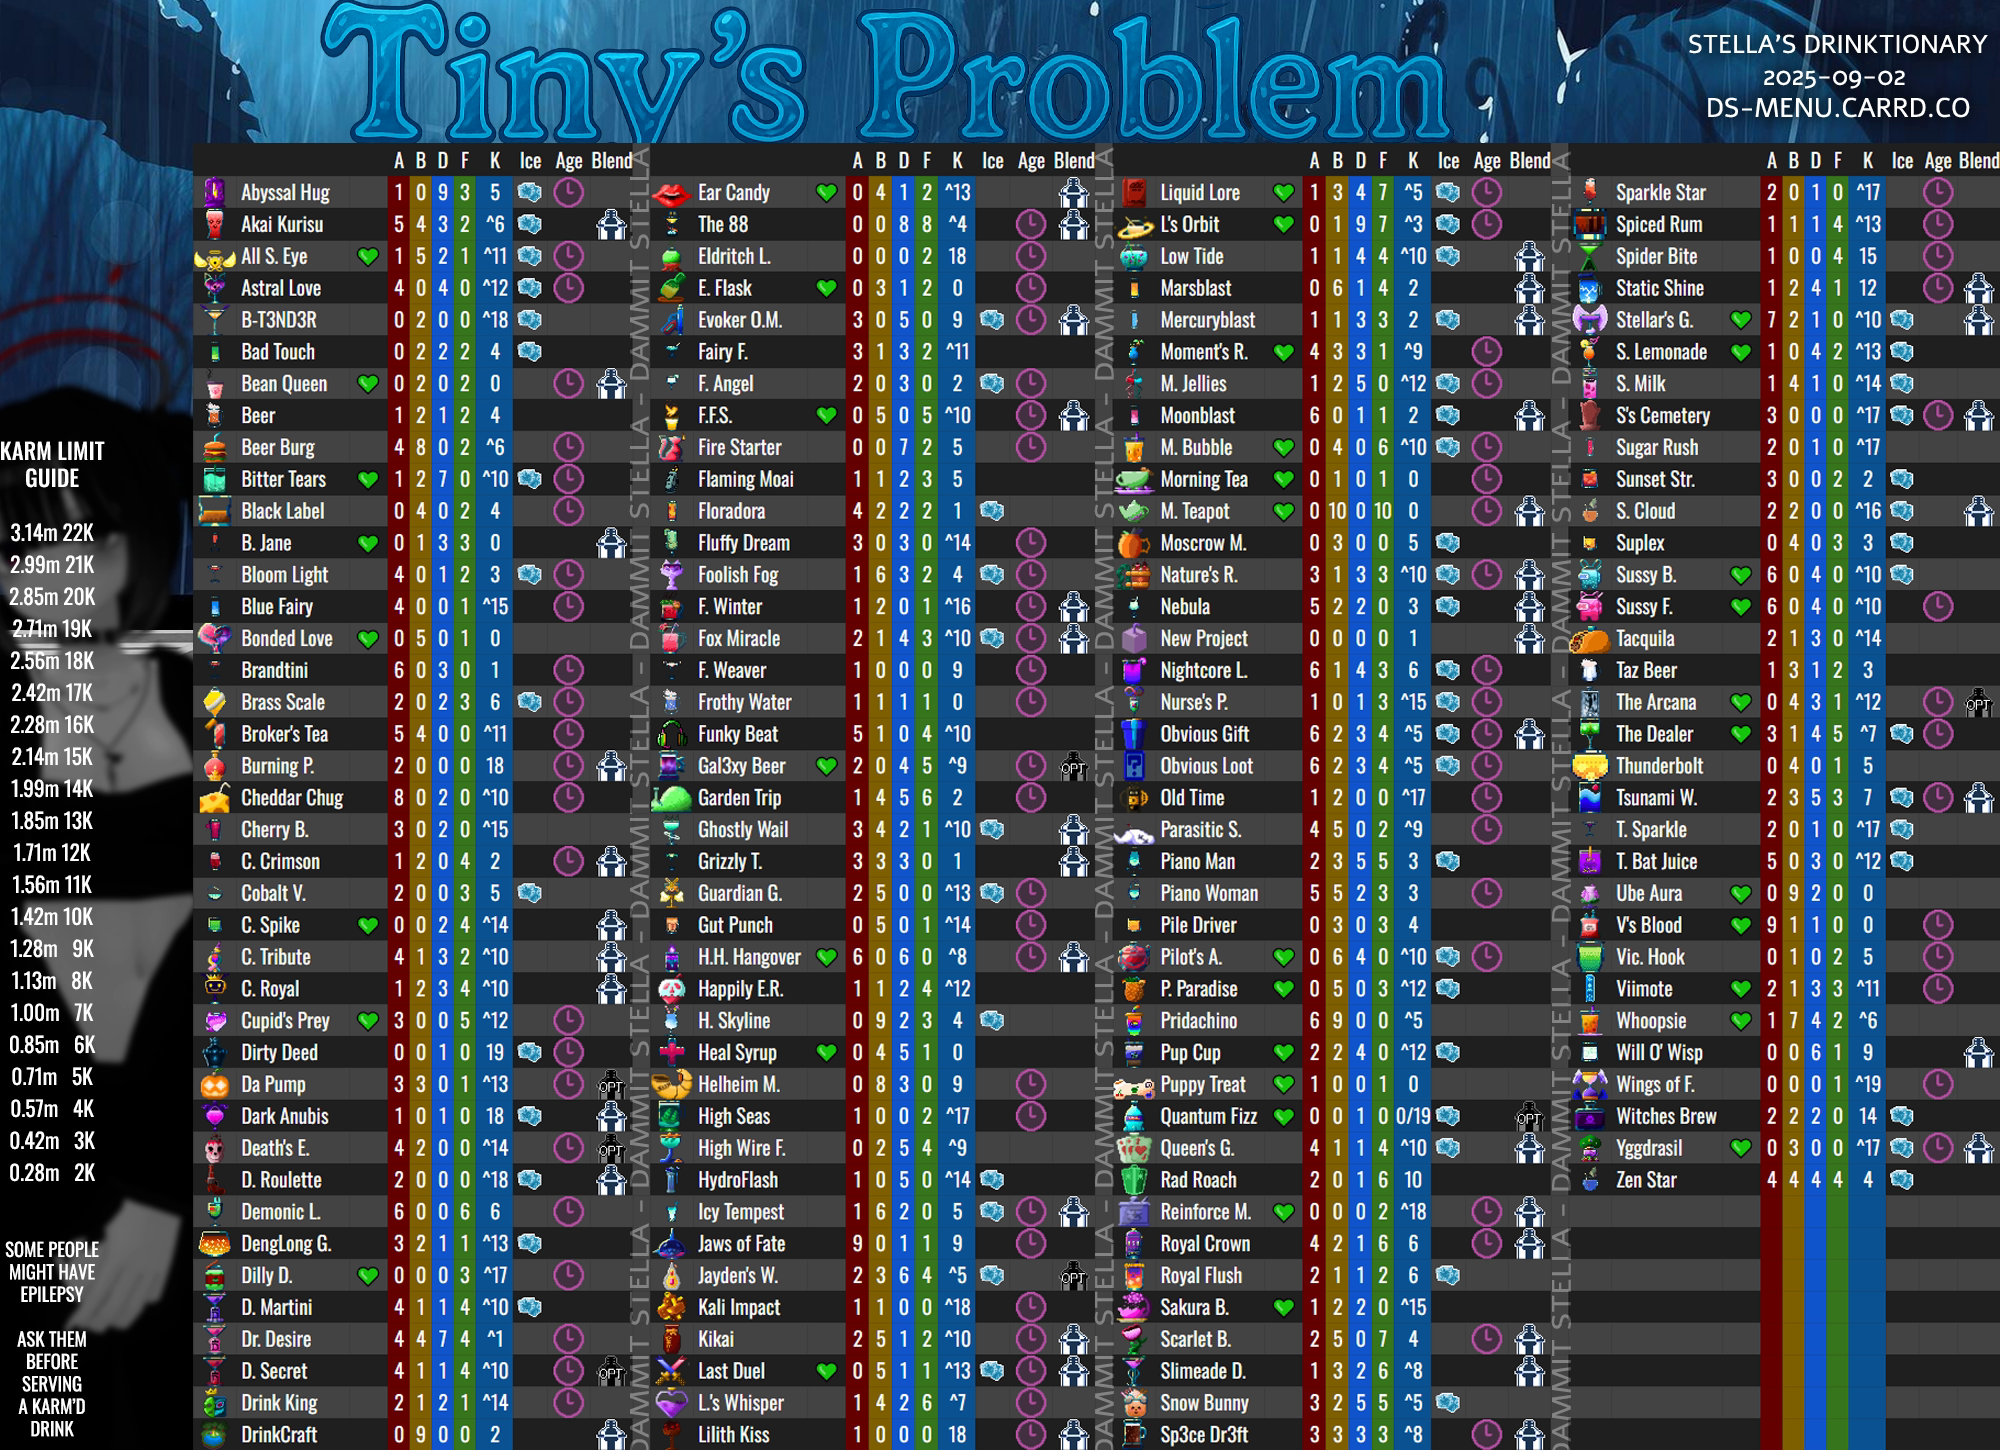 Tiny's Problem
STELLA'S DRINKTIONARY
2025-09-02
DS-MENU.CARRD.CO
KARM LIMIT
GUIDE
3.14m 22K
2.99m 21K
2.85m 20K
2.71m 19K
2.56m 18K
2.42m 17K
2.28m 16K
2.14m 15K
1.99m 14K
1.85m 13K
1.71m 12K
1.56m 11K
1.42m 10K
1.28m 9K
1.13m 8K
1.00m 7K
0.85m 6K
0.71m 5K
0.57m 4K
0.42m 3K
0.28m 2K
SOME PEOPLE
MIGHT HAVE
EPILEPSY
ASK THEM
BEFORE
SERVING
A KARM'D
DRINK
A B D F K Ice Age Blend
Abyssal Hug 1 0 9 3 5
Akai Kurisu 5 4 3 2 ^6
All S. Eye 1 5 2 1 ^11
Astral Love 4 0 4 0 ^12
B-T3ND3R 0 2 0 0 ^18
Bad Touch 0 2 2 2 4
Bean Queen 0 2 0 2 0
Beer 1 2 1 2 4
Beer Burg 4 8 0 2 ^6
Bitter Tears 1 2 7 0 ^10
Black Label 0 4 0 2 4
B. Jane 0 1 3 3 0
Bloom Light 4 0 1 2 3
Blue Fairy 4 0 0 1 ^15
Bonded Love 0 5 0 1 0
Brandtini 6 0 3 0 1
Brass Scale 2 0 2 3 6
Broker's Tea 5 4 0 0 ^11
Burning P. 2 0 0 0 18
Cheddar Chug 8 0 2 0 ^10
Cherry B. 3 0 2 0 ^15
C. Crimson 1 2 0 4 2
Cobalt V. 2 0 0 3 5
C. Spike 0 0 2 4 ^14
C. Tribute 4 1 3 2 ^10
C. Royal 1 2 3 4 ^10
Cupid's Prey 3 0 0 5 ^12
Dirty Deed 0 0 1 0 19
Da Pump 3 3 0 1 ^13 OPT
Dark Anubis 1 0 1 0 18
Death's E. 4 2 0 0 ^14 OPT
D. Roulette 2 0 0 0 ^18
Demonic L. 6 0 0 6 6
DengLong G. 3 2 1 1 ^13
Dilly D. 0 0 0 3 ^17
D. Martini 4 1 1 4 ^10
Dr. Desire 4 4 7 4 ^1
D. Secret 4 1 1 4 ^10 OPT
Drink King 2 1 2 1 ^14
DrinkCraft 0 9 0 0 2
DAMMIT STELLA - DAMMIT STELLA - DAMMIT STELLA - DAMMIT STELLA
A B D F K Ice Age Blend
Ear Candy 0 4 1 2 ^13
The 88 0 0 8 8 ^4
Eldritch L. 0 0 0 2 18
E. Flask 0 3 1 2 0
Evoker O.M. 3 0 5 0 9
Fairy F. 3 1 3 2 ^11
F. Angel 2 0 3 0 2
F.F.S. 0 5 0 5 ^10
Fire Starter 0 0 7 2 5
Flaming Moai 1 1 2 3 5
Floradora 4 2 2 2 1
Fluffy Dream 3 0 3 0 ^14
Foolish Fog 1 6 3 2 4
F. Winter 1 2 0 1 ^16
Fox Miracle 2 1 4 3 ^10
F. Weaver 1 0 0 0 9
Frothy Water 1 1 1 1 0
Funky Beat 5 1 0 4 ^10
Gal3xy Beer 2 0 4 5 ^9 OPT
Garden Trip 1 4 5 6 2
Ghostly Wail 3 4 2 1 ^10
Grizzly T. 3 3 3 0 1
Guardian G. 2 5 0 0 ^13
Gut Punch 0 5 0 1 ^14
H.H. Hangover 6 0 6 0 ^8
Happily E.R. 1 1 2 4 ^12
H. Skyline 0 9 2 3 4
Heal Syrup 0 4 5 1 0
Helheim M. 0 8 3 0 9
High Seas 1 0 0 2 ^17
High Wire F. 0 2 5 4 ^9
HydroFlash 1 0 5 0 ^14
Icy Tempest 1 6 2 0 5
Jaws of Fate 9 0 1 1 9
Jayden's W. 2 3 6 4 ^5 OPT
Kali Impact 1 1 0 0 ^18
Kikai 2 5 1 2 ^10
Last Duel 0 5 1 1 ^13
L.'s Whisper 1 4 2 6 ^7
Lilith Kiss 1 0 0 0 18
DAMMIT STELLA - DAMMIT STELLA - DAMMIT STELLA - DAMMIT STELLA
A B D F K Ice Age Blend
Liquid Lore 1 3 4 7 ^5
L's Orbit 0 1 9 7 ^3
Low Tide 1 1 4 4 ^10
Marsblast 0 6 1 4 2
Mercuryblast 1 1 3 3 2
Moment's R. 4 3 3 1 ^9
M. Jellies 1 2 5 0 ^12
Moonblast 6 0 1 1 2
M. Bubble 0 4 0 6 ^10
Morning Tea 0 1 0 1 0
M. Teapot 0 10 0 10 0
Moscrow M. 0 3 0 0 5
Nature's R. 3 1 3 3 ^10
Nebula 5 2 2 0 3
New Project 0 0 0 0 1
Nightcore L. 6 1 4 3 6
Nurse's P. 1 0 1 3 ^15
Obvious Gift 6 2 3 4 ^5
Obvious Loot 6 2 3 4 ^5
Old Time 1 2 0 0 ^17
Parasitic S. 4 5 0 2 ^9
Piano Man 2 3 5 5 3
Piano Woman 5 5 2 3 3
Pile Driver 0 3 0 3 4
Pilot's A. 0 6 4 0 ^10
P. Paradise 0 5 0 3 ^12
Pridachino 6 9 0 0 ^5
Pup Cup 2 2 4 0 ^12
Puppy Treat 1 0 0 1 0
Quantum Fizz 0 0 1 0 0/19 OPT
Queen's G. 4 1 1 4 ^10
Rad Roach 2 0 1 6 10
Reinforce M. 0 0 0 2 ^18
Royal Crown 4 2 1 6 6
Royal Flush 2 1 1 2 6
Sakura B. 1 2 2 0 ^15
Scarlet B. 2 5 0 7 4
Slimeade D. 1 3 2 6 ^8
Snow Bunny 3 2 5 5 ^5
Sp3ce Dr3ft 3 3 3 3 ^8
DAMMIT STELLA - DAMMIT STELLA - DAMMIT STELLA - DAMMIT STELLA
A B D F K Ice Age Blend
Sparkle Star 2 0 1 0 ^17
Spiced Rum 1 1 1 4 ^13
Spider Bite 1 0 0 4 15
Static Shine 1 2 4 1 12
Stellar's G. 7 2 1 0 ^10
S. Lemonade 1 0 4 2 ^13
S. Milk 1 4 1 0 ^14
S's Cemetery 3 0 0 0 ^17
Sugar Rush 2 0 1 0 ^17
Sunset Str. 3 0 0 2 2
S. Cloud 2 2 0 0 ^16
Suplex 0 4 0 3 3
Sussy B. 6 0 4 0 ^10
Sussy F. 6 0 4 0 ^10
Tacquila 2 1 3 0 ^14
Taz Beer 1 3 1 2 3
The Arcana 0 4 3 1 ^12 OPT
The Dealer 3 1 4 5 ^7
Thunderbolt 0 4 0 1 5
Tsunami W. 2 3 5 3 7
T. Sparkle 2 0 1 0 ^17
T. Bat Juice 5 0 3 0 ^12
Ube Aura 0 9 2 0 0
V's Blood 9 1 1 0 0
Vic. Hook 0 1 0 2 5
Viimote 2 1 3 3 ^11
Whoopsie 1 7 4 2 ^6
Will O' Wisp 0 0 6 1 9
Wings of F. 0 0 0 1 ^19
Witches Brew 2 2 2 0 14
Yggdrasil 0 3 0 0 ^17
Zen Star 4 4 4 4 4
DAMMIT STELLA - DAMMIT STELLA - DAMMIT STELLA - DAMMIT STELLA